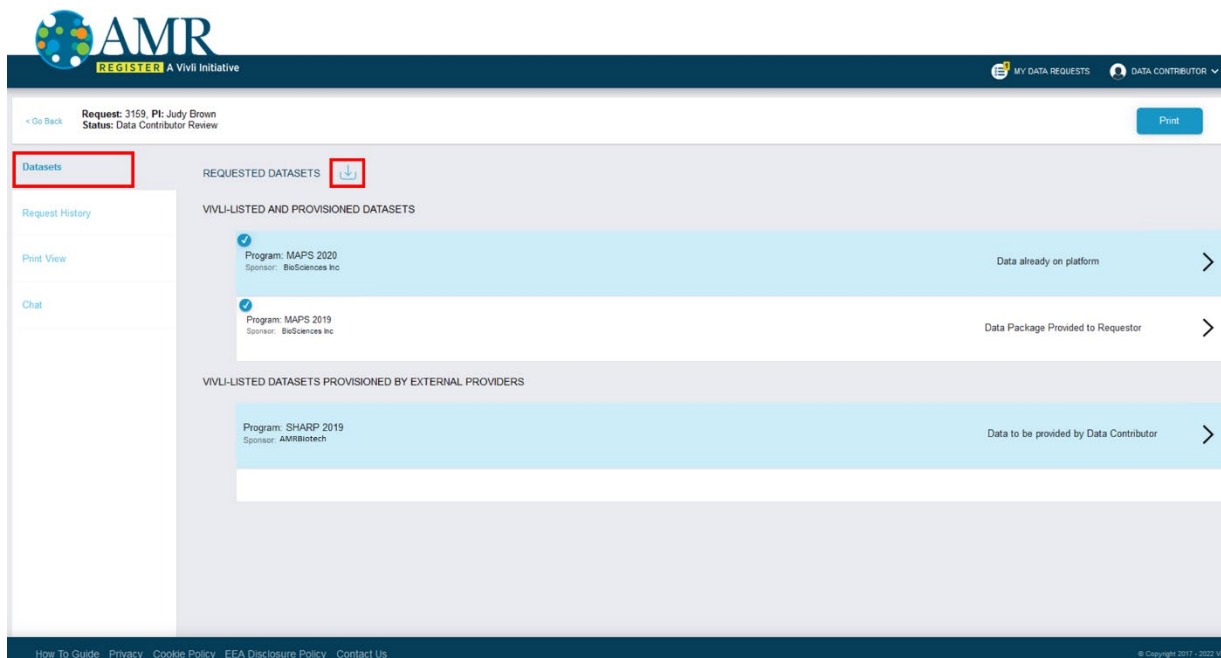 AMR
REGISTER A Vivli Initiative
MY DATA REQUESTS DATA CONTRIBUTOR
< Go Back
Request: 3159, PI: Judy Brown
Status: Data Contributor Review
Print
Datasets
Request History
Print View
Chat
REQUESTED DATASETS
VIVLI-LISTED AND PROVISIONED DATASETS
Program: MAPS 2020
Sponsor: BioSciences Inc
Data already on platform
Program: MAPS 2019
Sponsor: BioSciences Inc
Data Package Provided to Requestor
VIVLI-LISTED DATASETS PROVISIONED BY EXTERNAL PROVIDERS
Program: SHARP 2019
Sponsor: AMRBiotech
Data to be provided by Data Contributor
How To Guide Privacy Cookie Policy EEA Disclosure Policy Contact Us
© Copyright 2017 - 2022